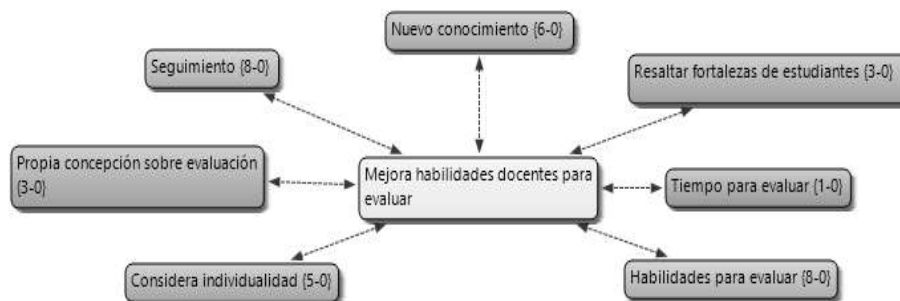 Nuevo conocimiento {6-0}
Seguimiento {8-0}
Resaltar fortalezas de estudiantes {3-0}
Propia concepción sobre evaluación
{3-0}
Mejora habilidades docentes para
evaluar
Tiempo para evaluar {1-0}
Considera individualidad {5-0}
Habilidades para evaluar {8-0}